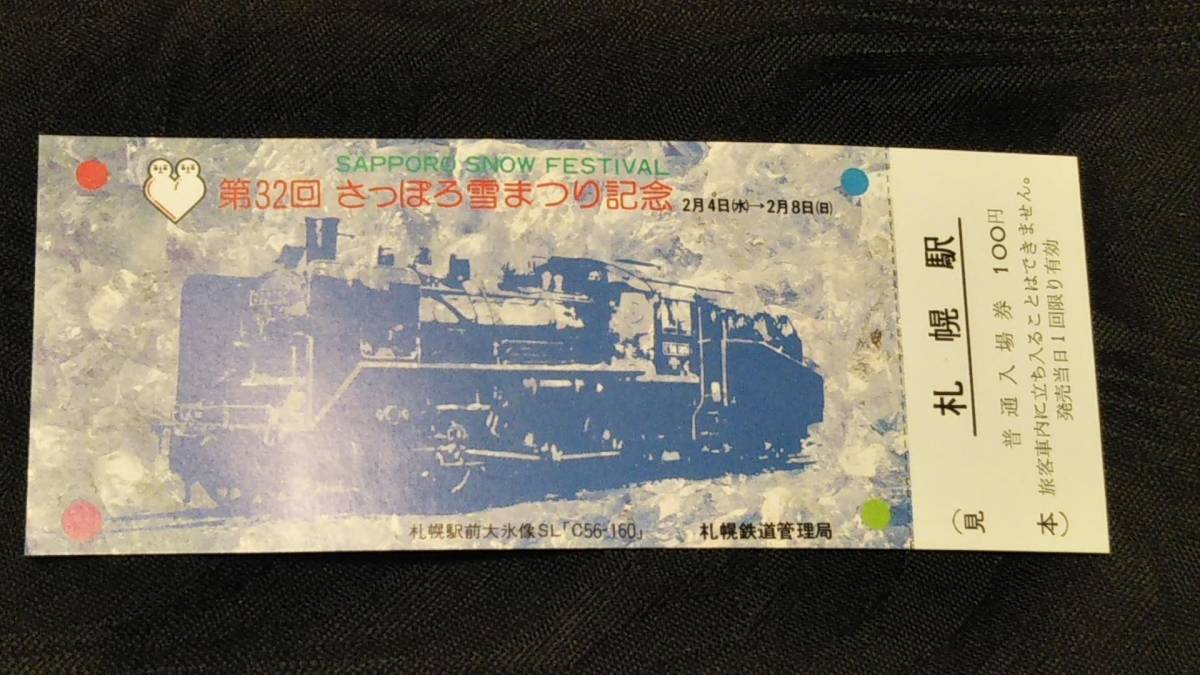 SAPPORO SNOW FESTIVAL
第32回 さっぽろ雪まつり記念 2月4日(水)→2月8日(日)
札幌駅前大氷像SL「C56-160」 札幌鉄道管理局
札幌駅
普通入場券 100円
旅客車内に立ち入ることはできません。
発売当日1回限り有効
(見本)